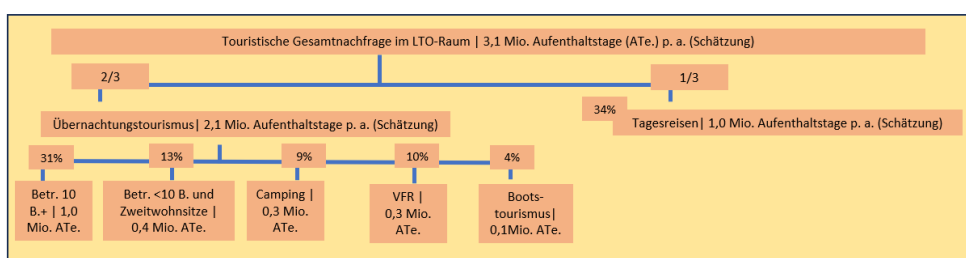 Touristische Gesamtnachfrage im LTO-Raum | 3,1 Mio. Aufenthaltstage (ATe.) p. a. (Schätzung)
2/3
1/3
34%
Übernachtungstourismus| 2,1 Mio. Aufenthaltstage p. a. (Schätzung)
Tagesreisen| 1,0 Mio. Aufenthaltstage p. a. (Schätzung)
31%
13%
9%
10%
4%
Betr. 10
B.+ | 1,0
Mio. ATe.
Betr. <10 B. und
Zweitwohnsitze |
0,4 Mio. ATe.
Camping |
0,3 Mio.
ATe.
VFR |
0,3 Mio.
ATe.
Boots-
tourismus|
0,1Mio. ATe.